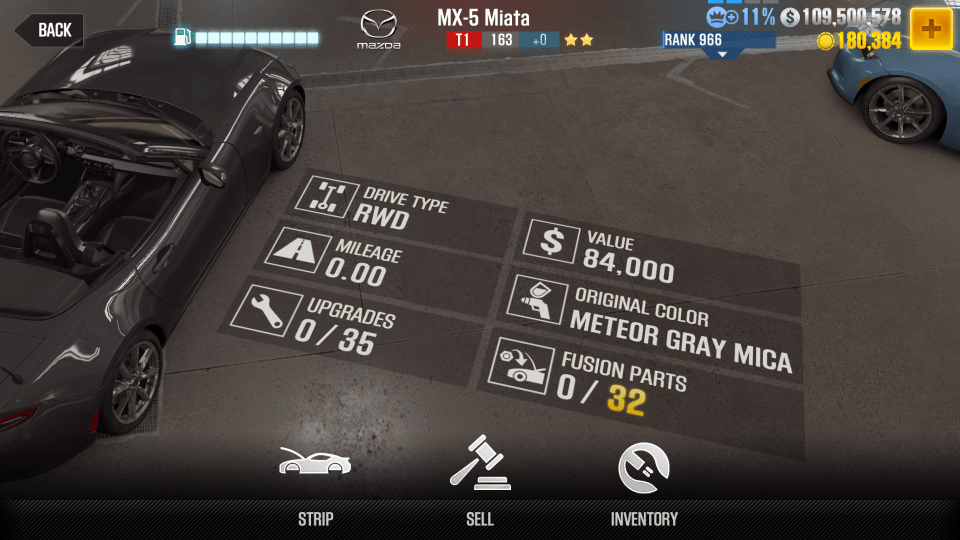 BACK
MX-5 Miata
mazda
T1 163 +0
11% $ 109,500,578
RANK 966
180,384
DRIVE TYPE
RWD
MILEAGE
0.00
UPGRADES
0 / 35
$ VALUE
84,000
ORIGINAL COLOR
METEOR GRAY MICA
FUSION PARTS
0 / 32
STRIP
SELL
INVENTORY